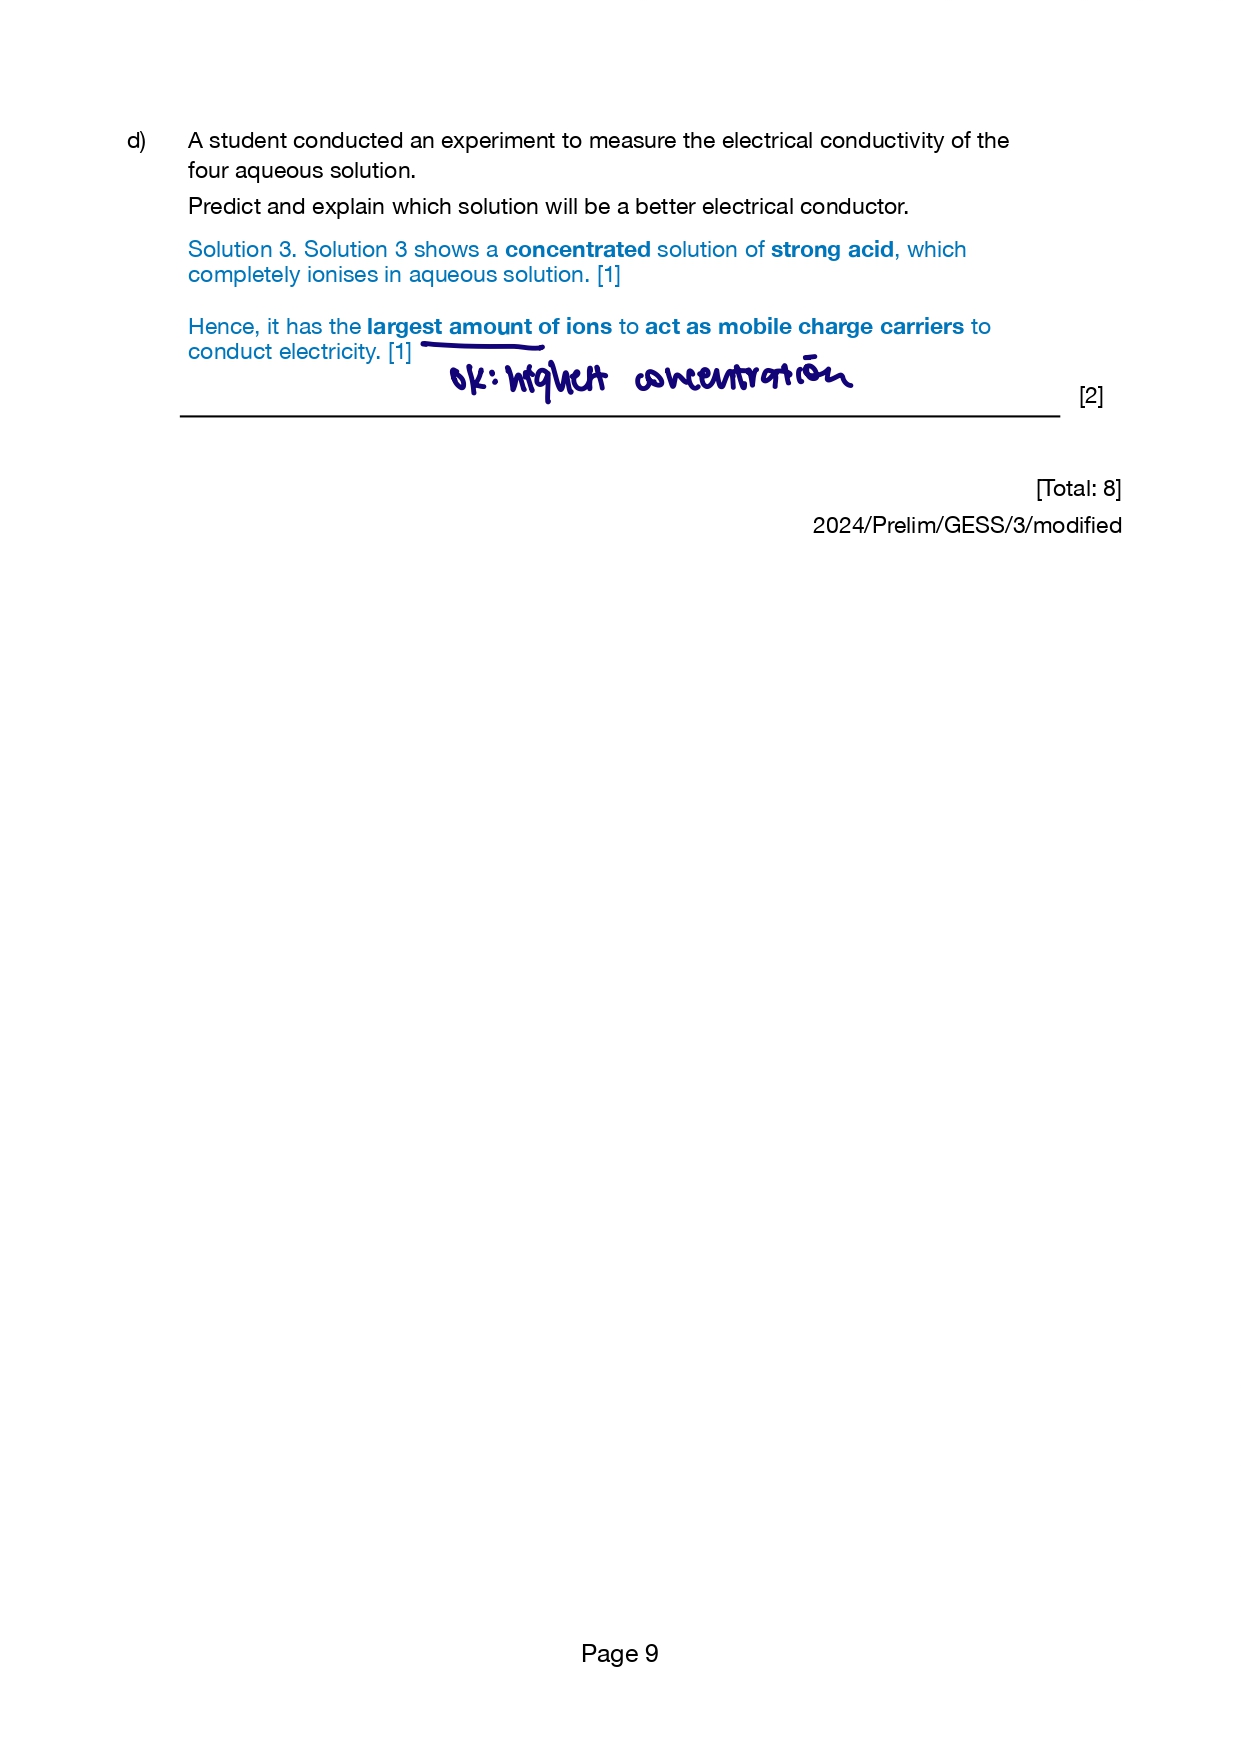 d) A student conducted an experiment to measure the electrical conductivity of the
four aqueous solution.
Predict and explain which solution will be a better electrical conductor.
Solution 3. Solution 3 shows a concentrated solution of strong acid, which
completely ionises in aqueous solution. [1]
Hence, it has the largest amount of ions to act as mobile charge carriers to
conduct electricity. [1]
ok: highest concentration
[2]
[Total: 8]
2024/Prelim/GESS/3/modified
Page 9